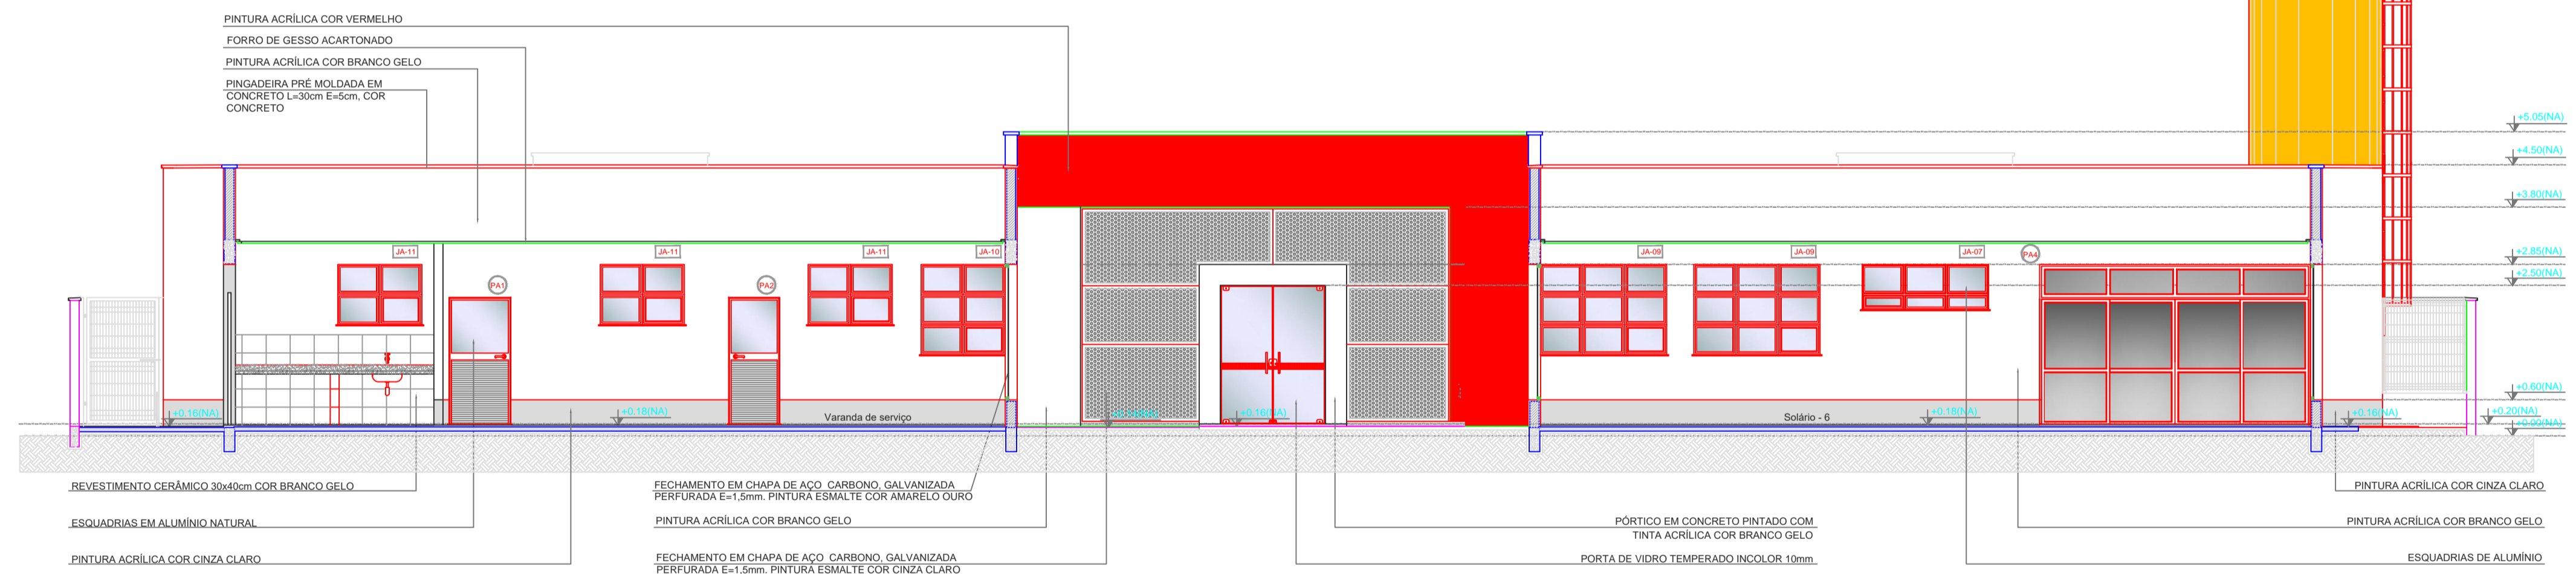 PINTURA ACRÍLICA COR VERMELHO
FORRO DE GESSO ACARTONADO
PINTURA ACRÍLICA COR BRANCO GELO
PINGADEIRA PRÉ MOLDADA EM
CONCRETO L=30cm E=5cm, COR
CONCRETO
+5.05(NA)
+4.50(NA)
+3.80(NA)
+2.85(NA)
+2.50(NA)
+0.60(NA)
+0.20(NA)
+0.00(NA)
JA-11
JA-11
JA-11
JA-10
JA-09
JA-09
JA-07
PA4
PA1
PA2
+0.16(NA)
+0.18(NA)
Varanda de serviço
+0.16(NA)
Solário - 6
+0.18(NA)
+0.16(NA)
REVESTIMENTO CERÂMICO 30x40cm COR BRANCO GELO
ESQUADRIAS EM ALUMÍNIO NATURAL
PINTURA ACRÍLICA COR CINZA CLARO
FECHAMENTO EM CHAPA DE AÇO CARBONO, GALVANIZADA
PERFURADA E=1,5mm. PINTURA ESMALTE COR AMARELO OURO
PINTURA ACRÍLICA COR BRANCO GELO
FECHAMENTO EM CHAPA DE AÇO CARBONO, GALVANIZADA
PERFURADA E=1,5mm. PINTURA ESMALTE COR CINZA CLARO
PÓRTICO EM CONCRETO PINTADO COM
TINTA ACRÍLICA COR BRANCO GELO
PORTA DE VIDRO TEMPERADO INCOLOR 10mm
PINTURA ACRÍLICA COR CINZA CLARO
PINTURA ACRÍLICA COR BRANCO GELO
ESQUADRIAS DE ALUMÍNIO